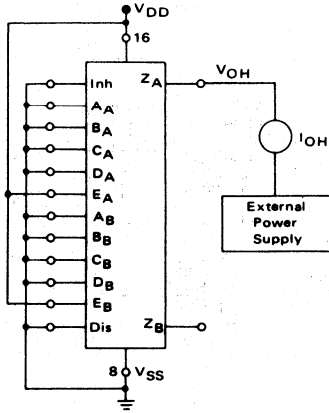 VDD
16
Inh ZA VOH
AA
BA
CA IOH
DA
EA External
AB Power
BB Supply
CB
DB
EB
Dis ZB
8 VSS